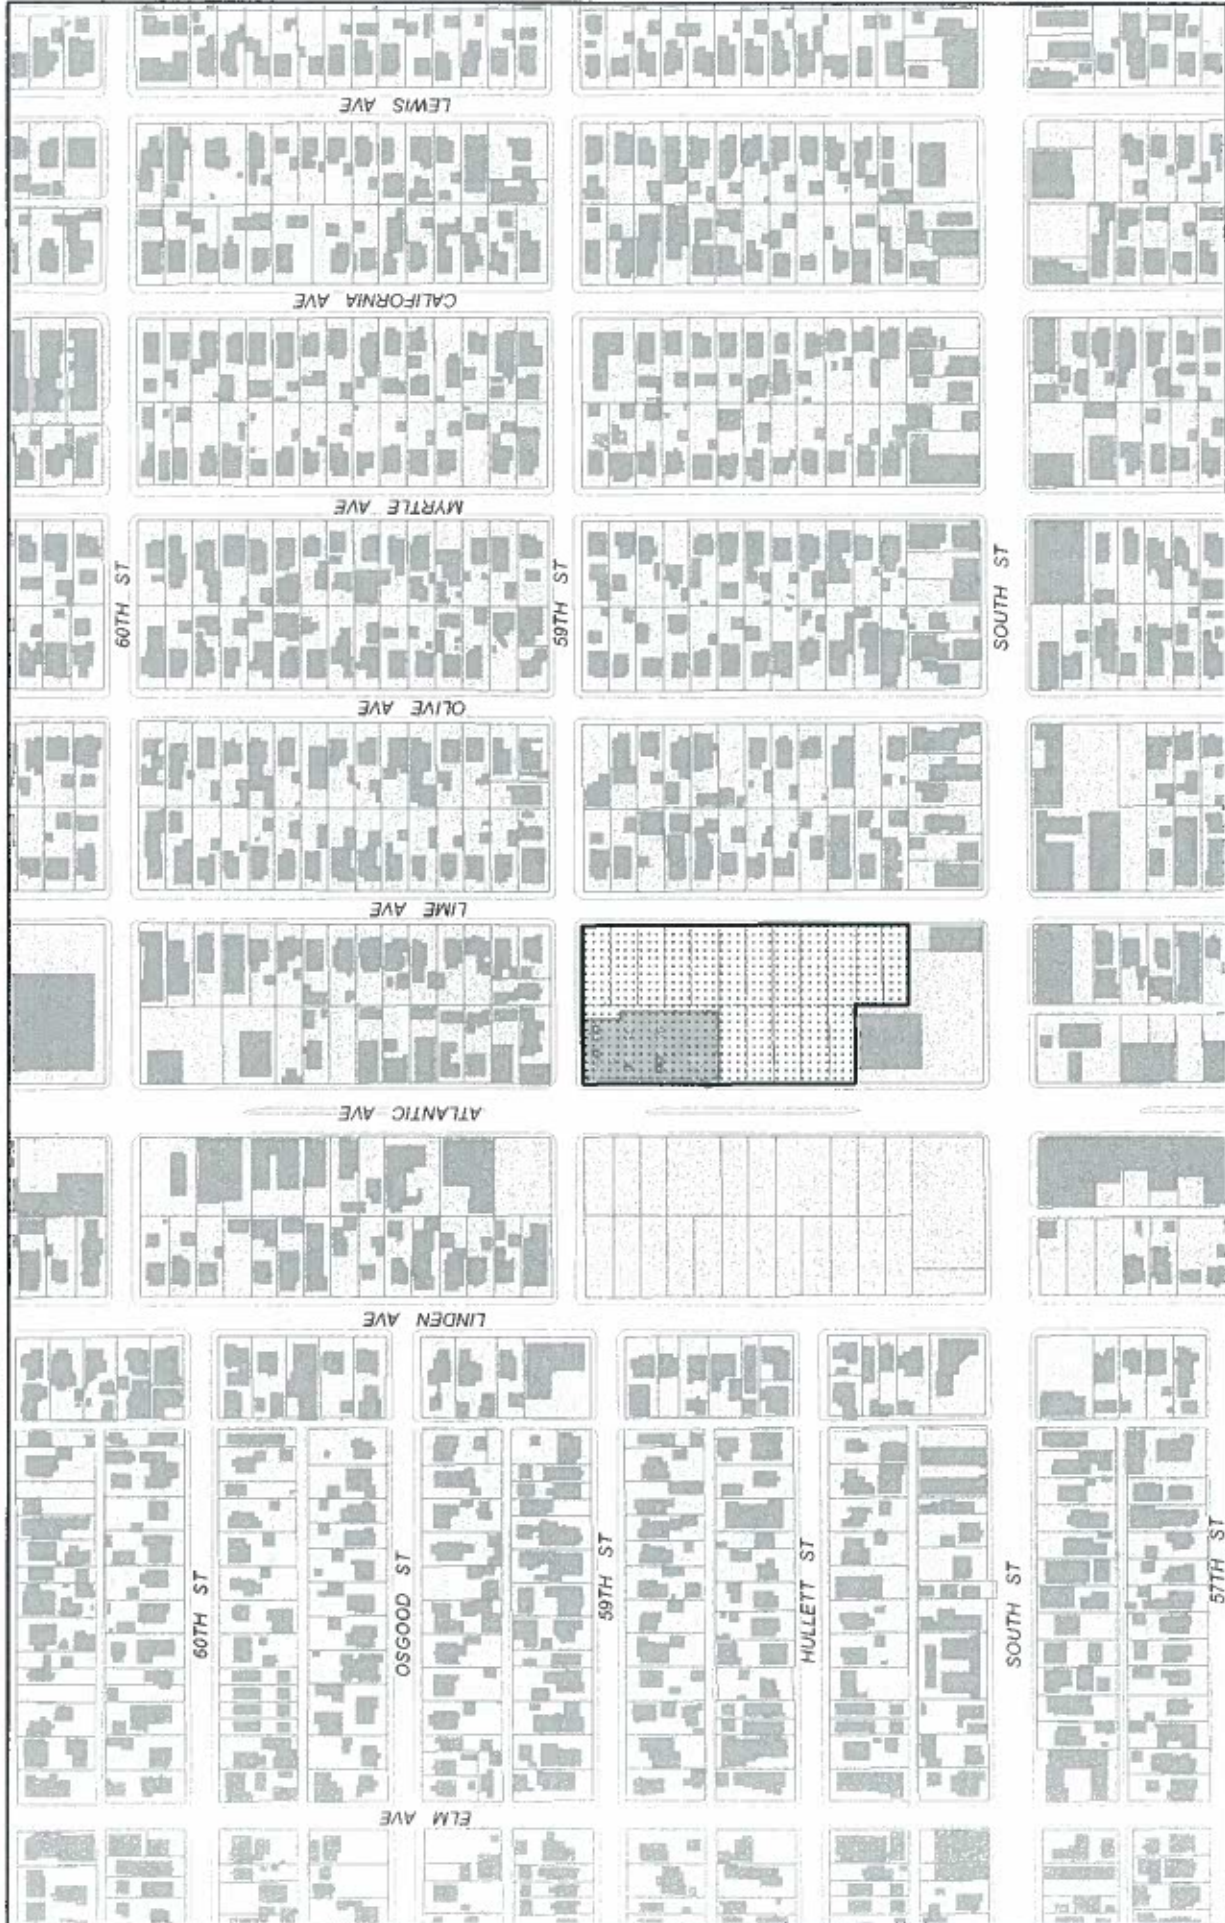 LEWIS AVE
CALIFORNIA AVE
MYRTLE AVE
60TH ST
59TH ST
SOUTH ST
OLIVE AVE
LIME AVE
ATLANTIC AVE
LINDEN AVE
60TH ST
OSGOOD ST
59TH ST
HULLETT ST
SOUTH ST
57TH ST
ELM AVE